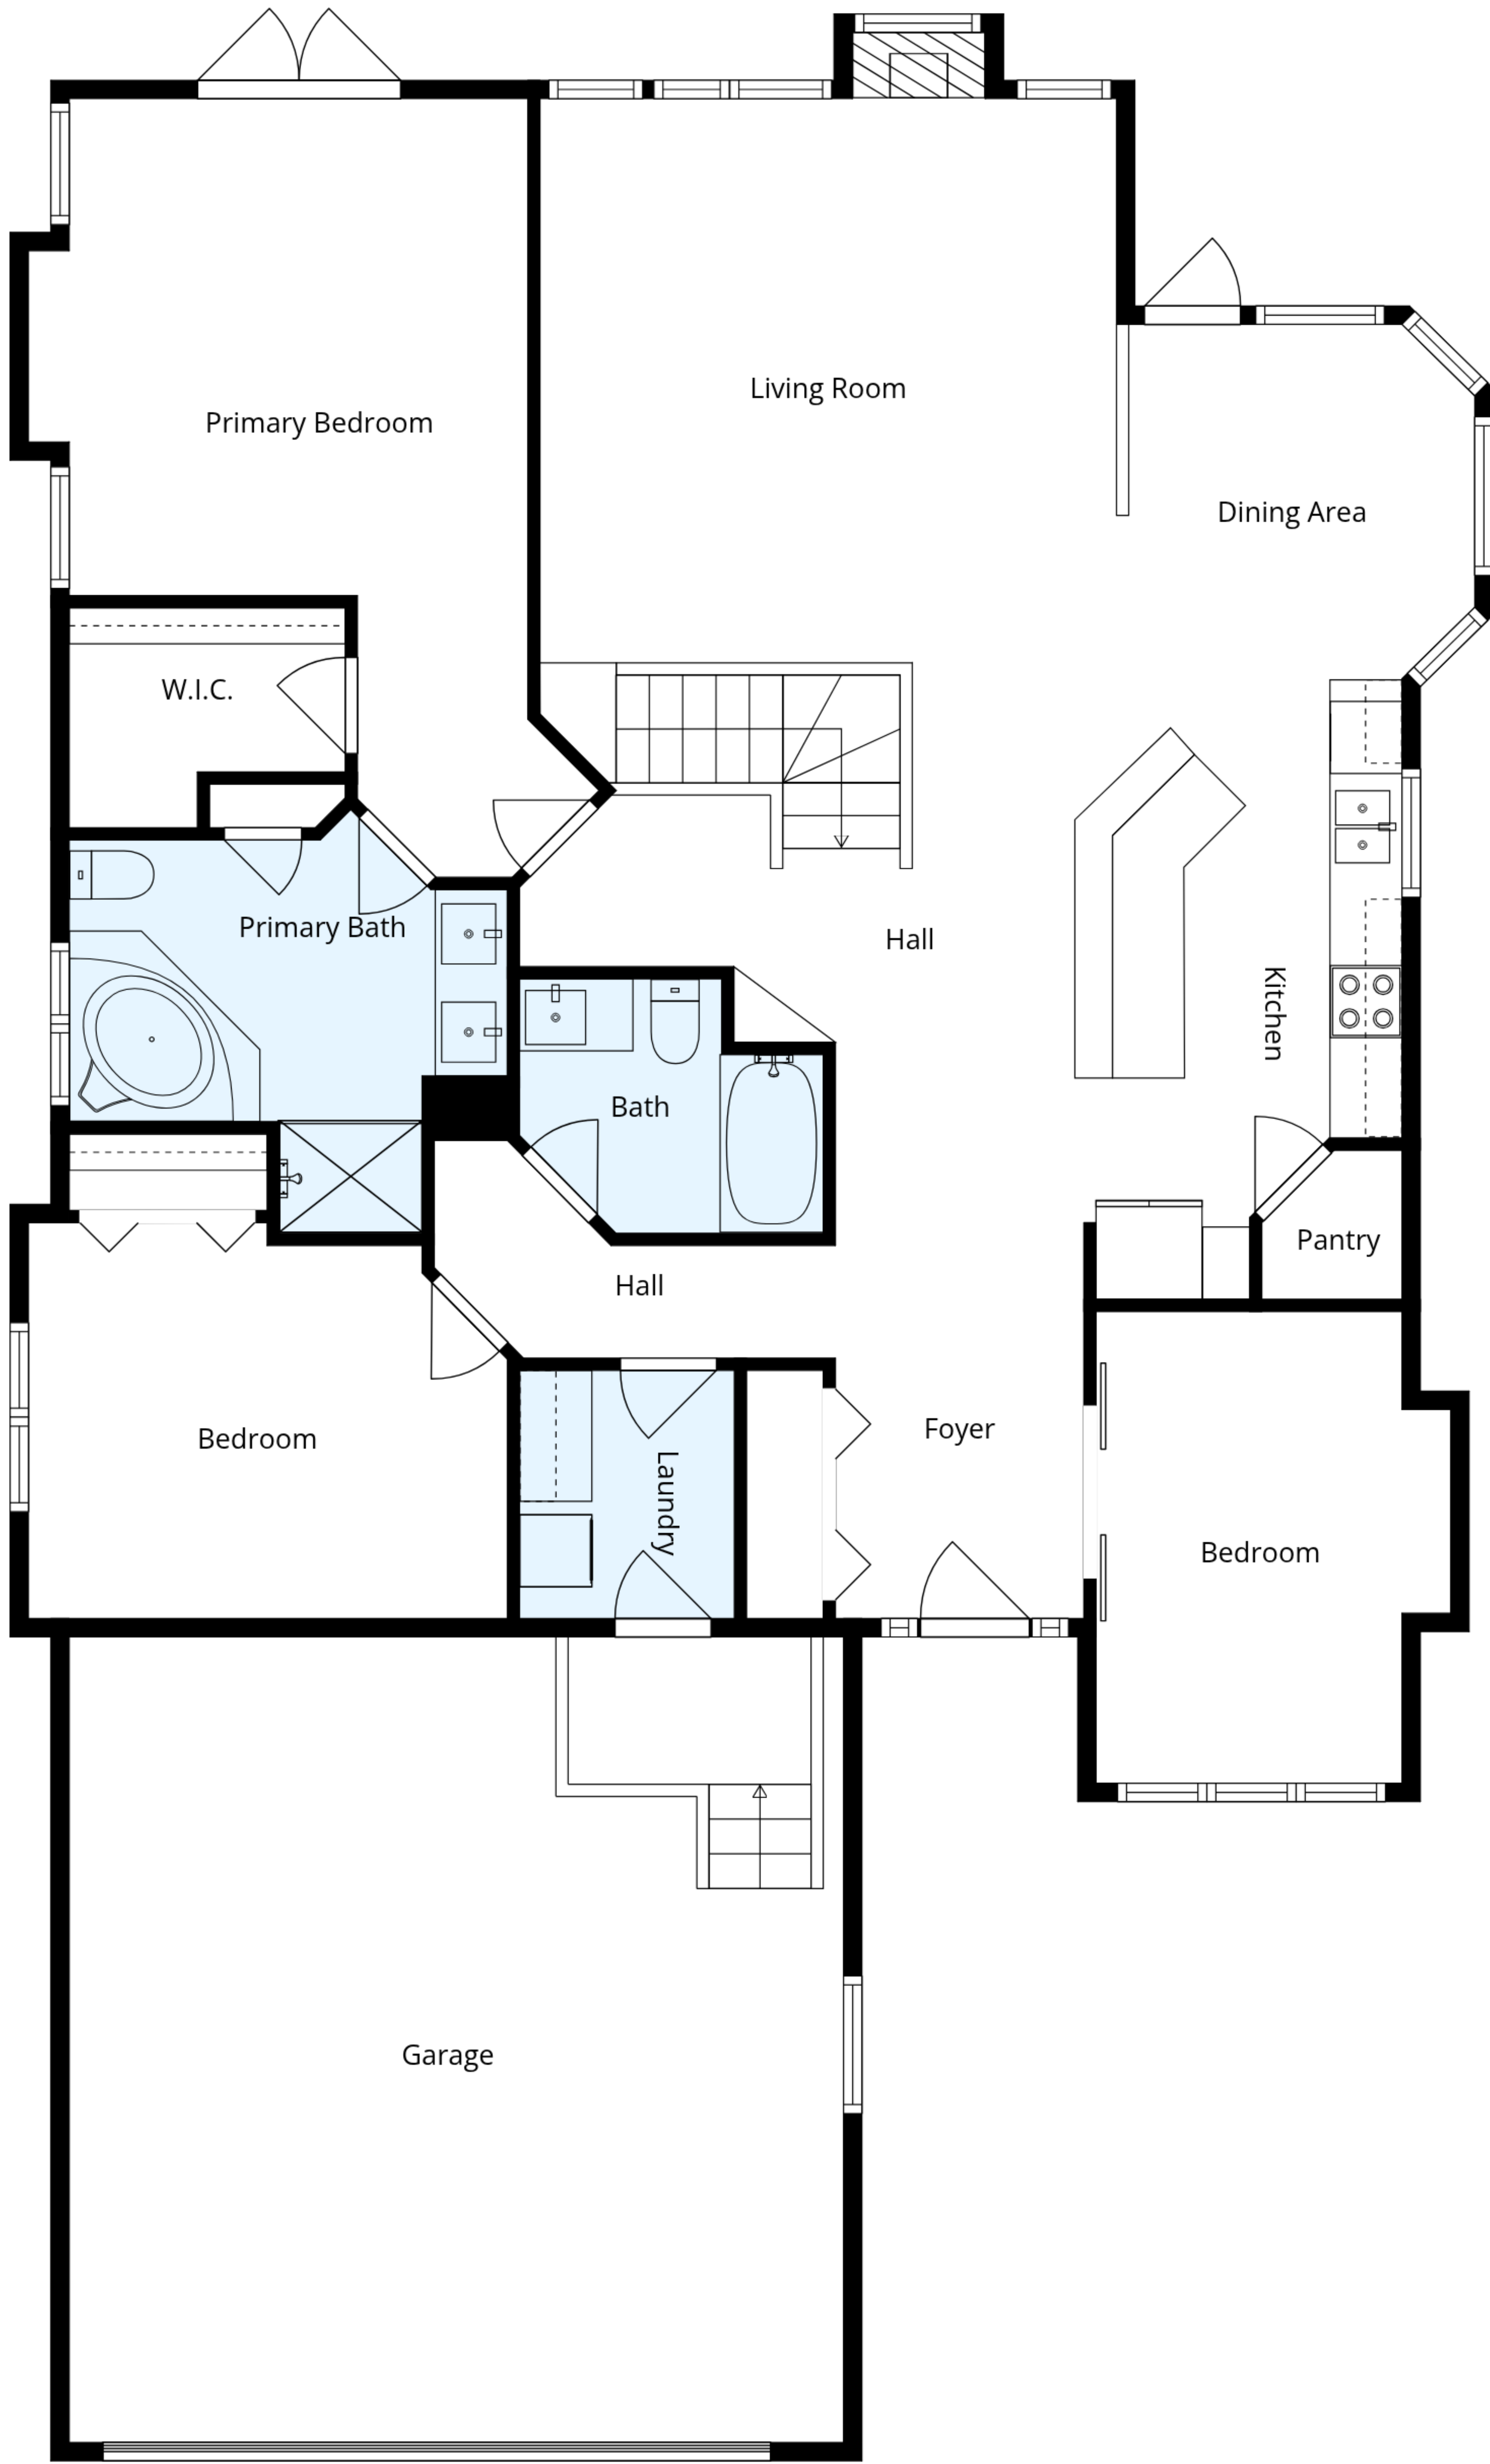 Living Room
Primary Bedroom
Dining Area
W.I.C.
Primary Bath
Hall
Kitchen
Bath
Pantry
Hall
Foyer
Bedroom
Laundry
Bedroom
Garage